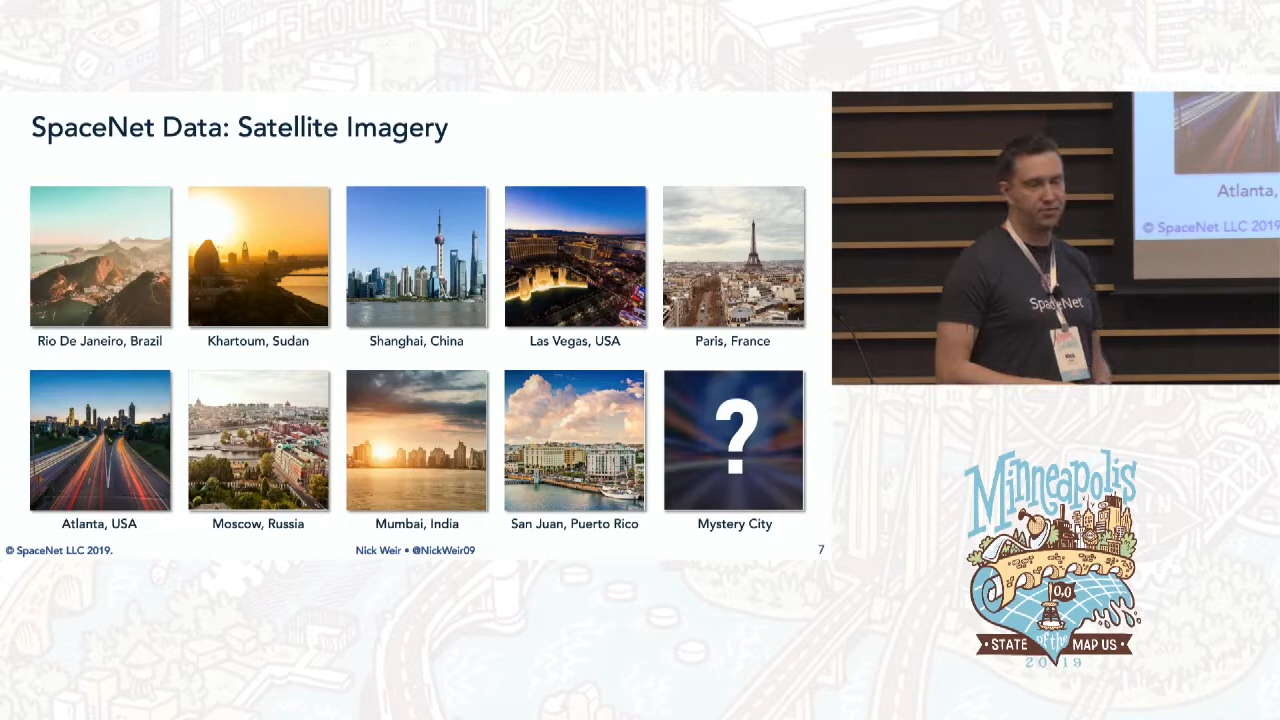 SpaceNet Data: Satellite Imagery
Rio De Janeiro, Brazil
Khartoum, Sudan
Shanghai, China
Las Vegas, USA
Paris, France
Atlanta, USA
Moscow, Russia
Mumbai, India
San Juan, Puerto Rico
?
Mystery City
© SpaceNet LLC 2019.
Nick Weir • @NickWeir09
7
Atlanta,
© SpaceNet LLC 2019
SpaceNet
Nick
Minneapolis
0,0
STATE of the MAP US
2019